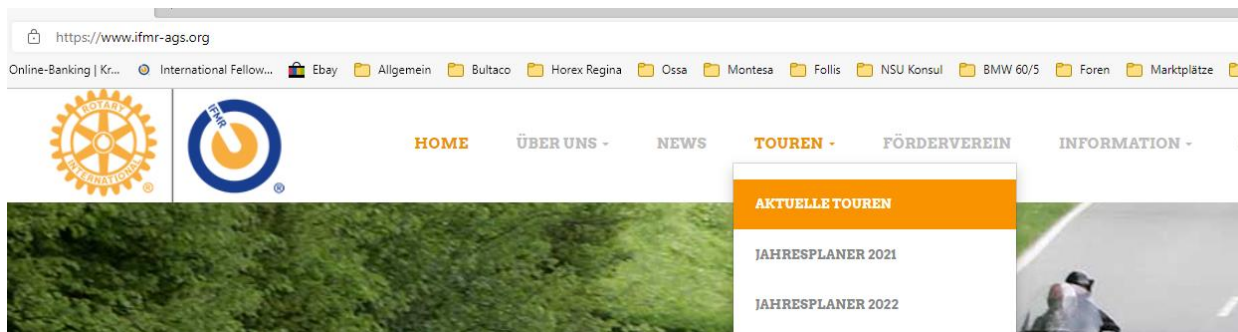 https://www.ifmr-ags.org
Online-Banking | Kr... International Fellow... Ebay Allgemein Bultaco Horex Regina Ossa Montesa Follis NSU Konsul BMW 60/5 Foren Marktplätze
ROTARY
INTERNATIONAL
®
IFMR
®
HOME ÜBER UNS NEWS TOUREN FÖRDERVEREIN INFORMATION
AKTUELLE TOUREN
JAHRESPLANER 2021
JAHRESPLANER 2022